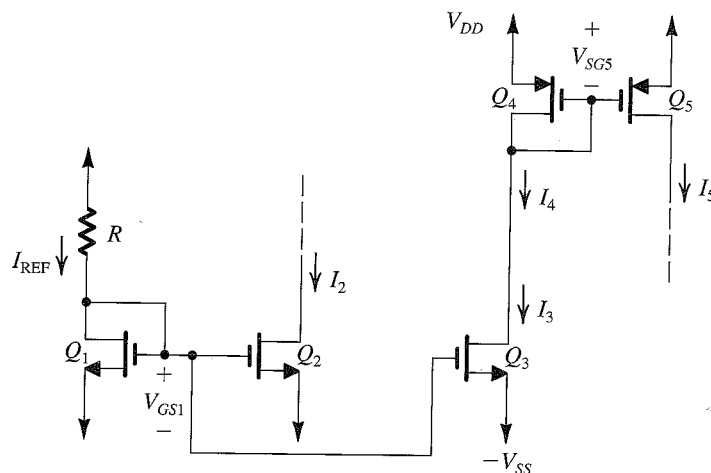 V_DD
+
V_SG5
−
Q_4
Q_5
I_4
I_5
R
I_REF
I_2
I_3
Q_1
Q_2
Q_3
+
V_GS1
−
−V_SS